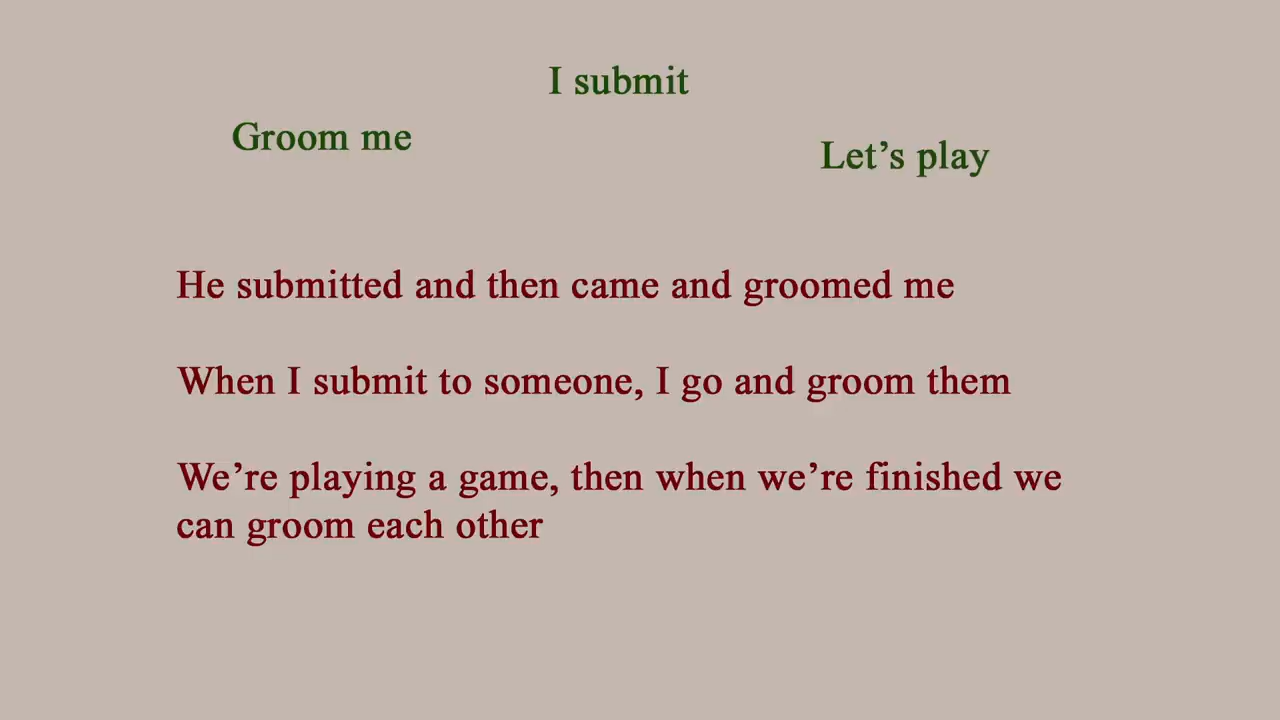 I submit
Groom me
Let’s play
He submitted and then came and groomed me
When I submit to someone, I go and groom them
We’re playing a game, then when we’re finished we
can groom each other